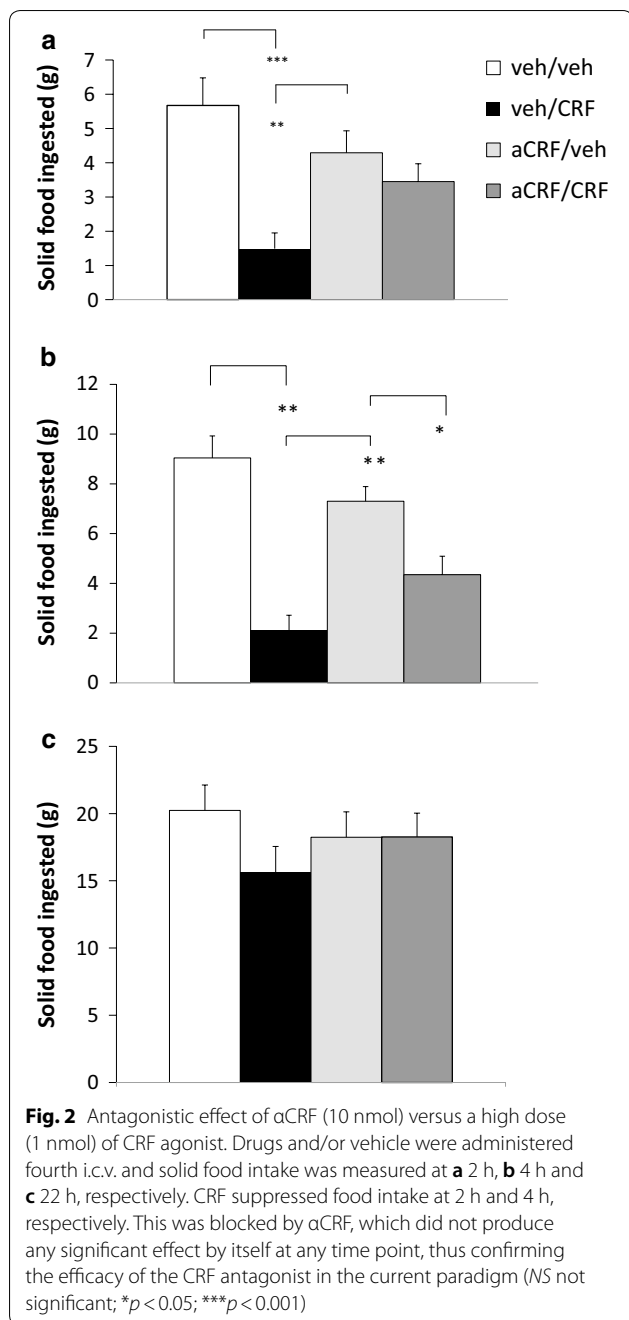 a
Solid food ingested (g)
7
6
5
4
3
2
1
0
***
**
veh/veh
veh/CRF
aCRF/veh
aCRF/CRF
b
Solid food ingested (g)
12
10
8
6
4
2
0
**
**
*
c
Solid food ingested (g)
25
20
15
10
5
0
Fig. 2 Antagonistic effect of αCRF (10 nmol) versus a high dose
(1 nmol) of CRF agonist. Drugs and/or vehicle were administered
fourth i.c.v. and solid food intake was measured at a 2 h, b 4 h and
c 22 h, respectively. CRF suppressed food intake at 2 h and 4 h,
respectively. This was blocked by αCRF, which did not produce
any significant effect by itself at any time point, thus confirming
the efficacy of the CRF antagonist in the current paradigm (NS not
significant; *p < 0.05; ***p < 0.001)